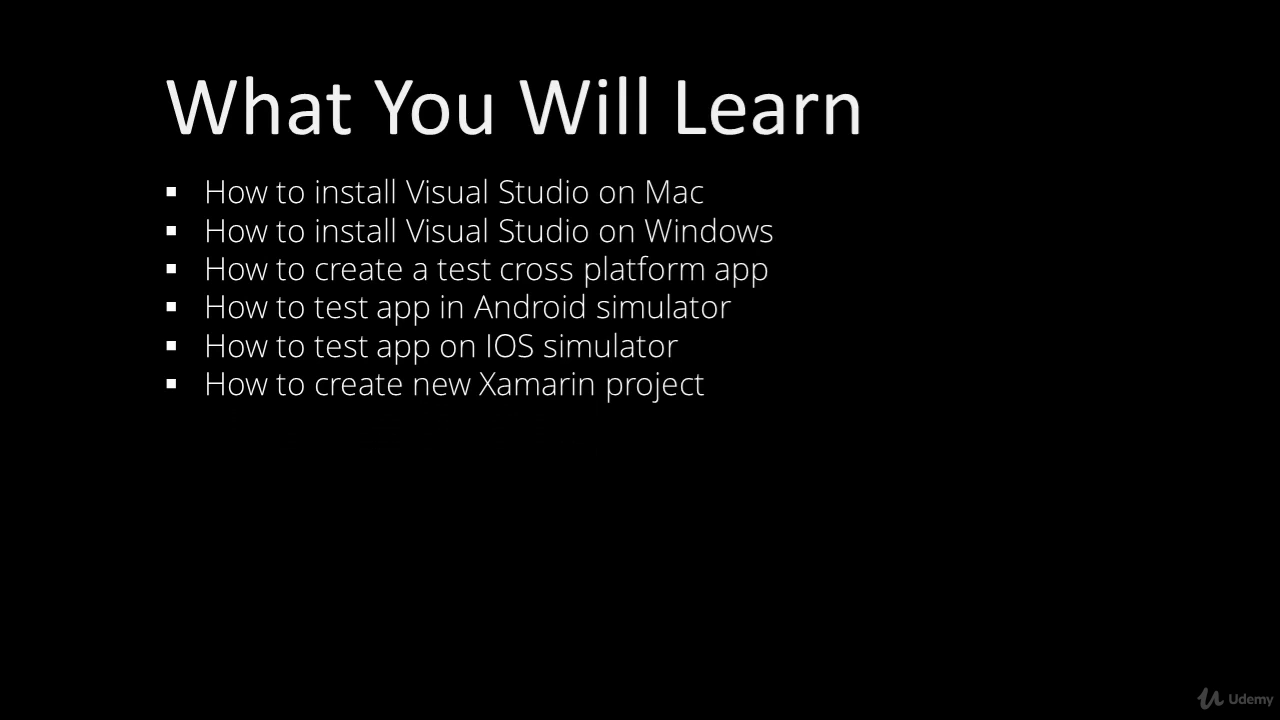 What You Will Learn
▪ How to install Visual Studio on Mac
▪ How to install Visual Studio on Windows
▪ How to create a test cross platform app
▪ How to test app in Android simulator
▪ How to test app on IOS simulator
▪ How to create new Xamarin project
Udemy